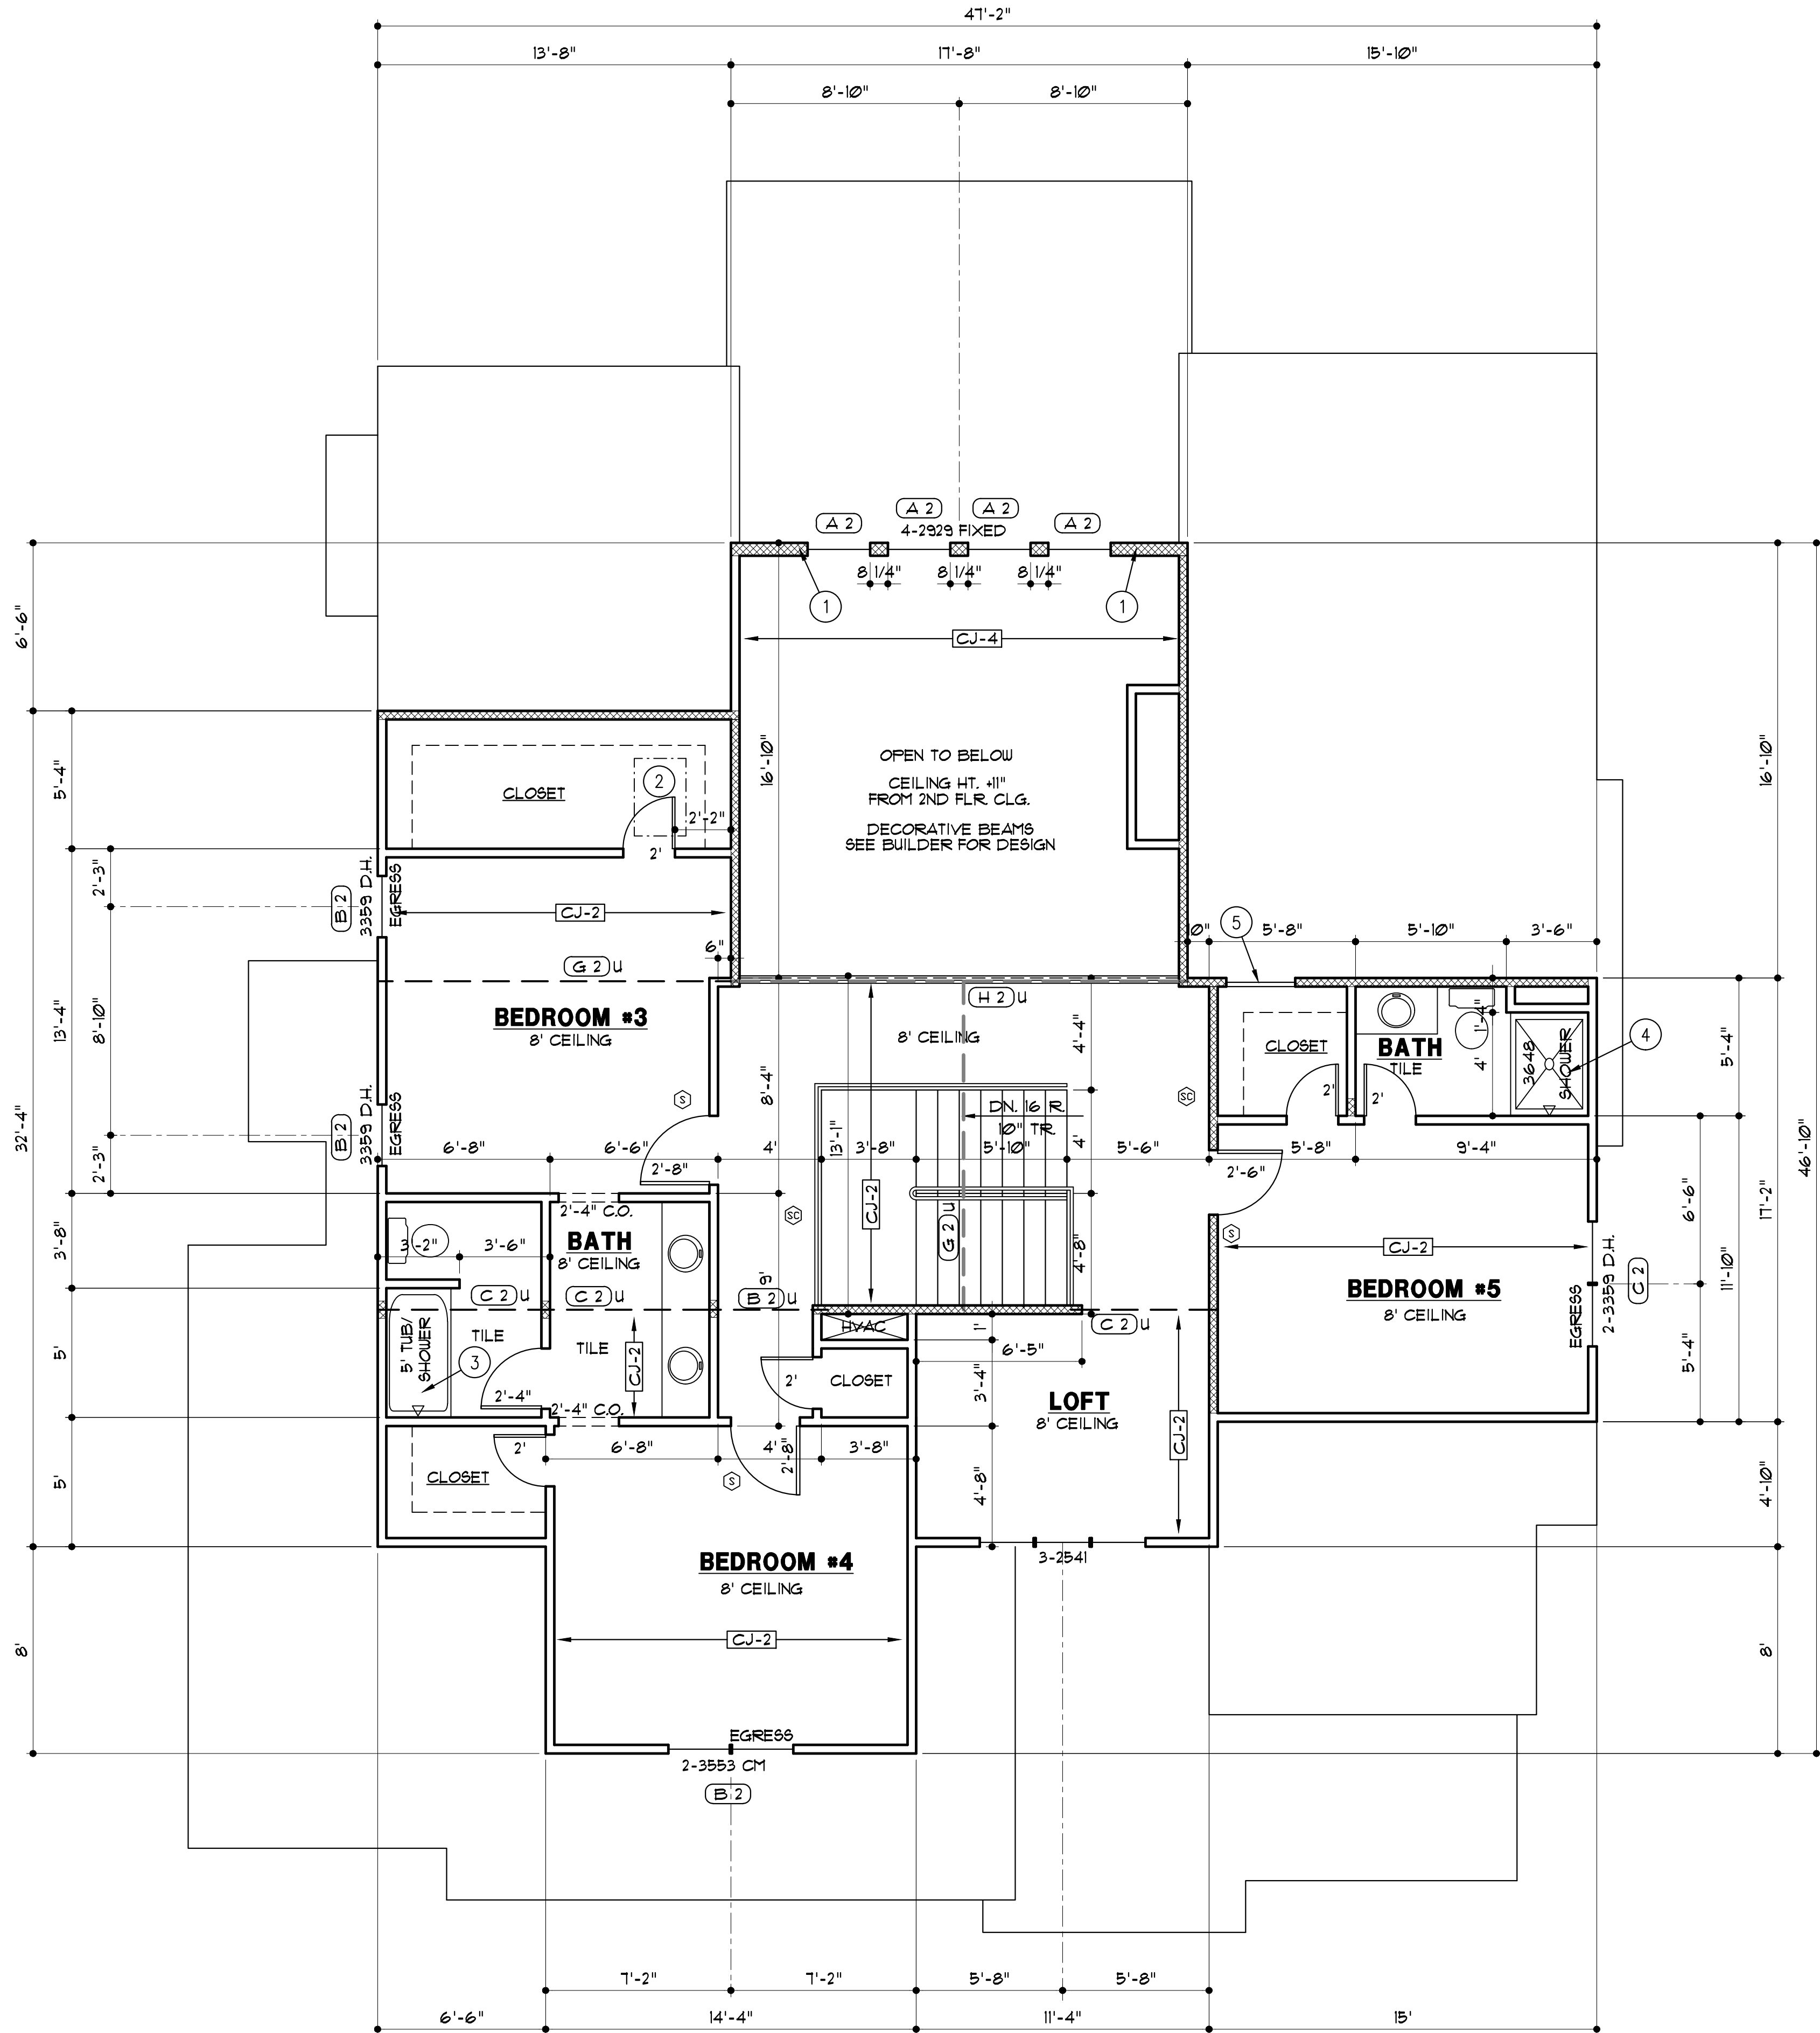 47'-2"
13'-8"
17'-8"
15'-10"
8'-10"
8'-10"
A 2
A 2
A 2
A 2
4-2929 FIXED
8 1/4"
8 1/4"
8 1/4"
1
1
CJ-4
6'-6"
5'-4"
16'-10"
16'-10"
OPEN TO BELOW
CEILING HT. +11"
FROM 2ND FLR. CLG.
DECORATIVE BEAMS
SEE BUILDER FOR DESIGN
CLOSET
2
2'-2"
2'
2'-3"
B 2
3359 D.H.
EGRESS
CJ-2
6"
G 2 U
13'-4"
8'-10"
BEDROOM #3
8' CEILING
H 2 U
8' CEILING
4'-4"
0"
5
5'-8"
5'-10"
3'-6"
CLOSET
BATH
TILE
1'-4"
4'
3648
SHOWER
4
5'-4"
2'
2'
S
SC
8'-4"
32'-4"
46'-10"
DN. 16 R.
10" TR.
B 2
3359 D.H.
EGRESS
2'-3"
6'-8"
6'-6"
4'
13'-1"
3'-8"
5'-10"
4'
5'-6"
5'-8"
9'-4"
2'-8"
2'-6"
2'-4" C.O.
CJ-2
SC
S
G 2 U
6'-6"
17'-2"
3'-8"
3'-2"
3'-6"
BATH
8' CEILING
4'-8"
CJ-2
11'-10"
2-3359 D.H.
C 2
EGRESS
BEDROOM #5
8' CEILING
C 2 U
C 2 U
9'
B 2 U
C 2 U
5'
5' TUB/
SHOWER
TILE
3
TILE
CJ-2
HVAC
1'
6'-5"
5'-4"
2'-4"
2'
CLOSET
3'-4"
LOFT
8' CEILING
CJ-2
2'-4" C.O.
2'
6'-8"
4'
2'-8"
3'-8"
S
5'
CLOSET
4'-8"
4'-10"
3-2541
BEDROOM #4
8' CEILING
CJ-2
8'
8'
EGRESS
2-3553 CM
B 2
7'-2"
7'-2"
5'-8"
5'-8"
6'-6"
14'-4"
11'-4"
15'